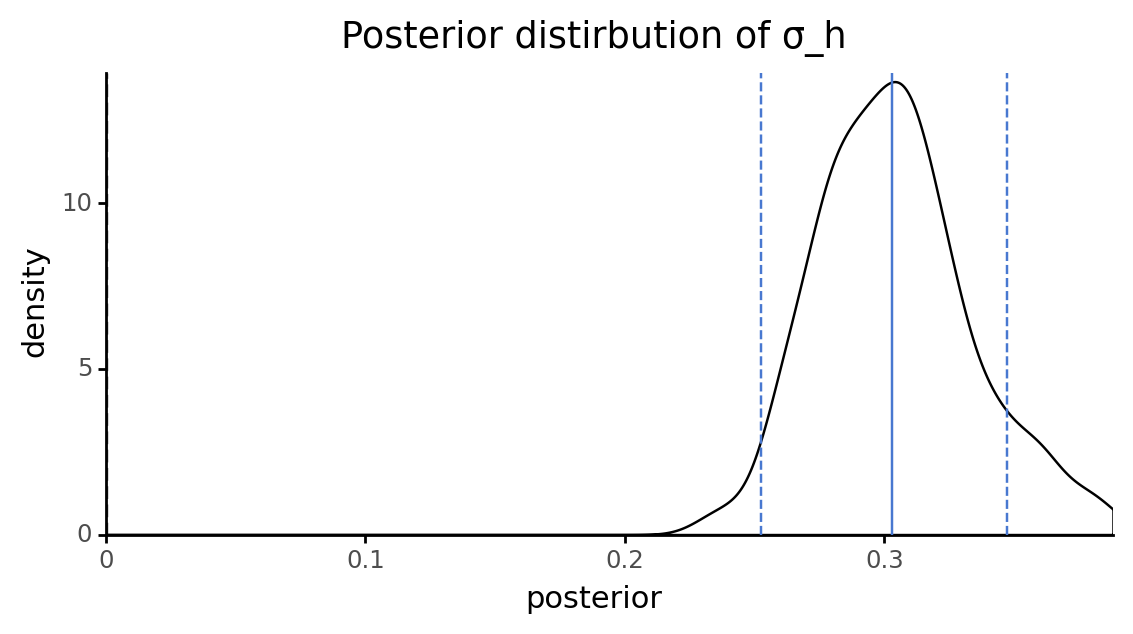 Posterior distirbution of σ_h
density
10
5
0
0 0.1 0.2 0.3
posterior